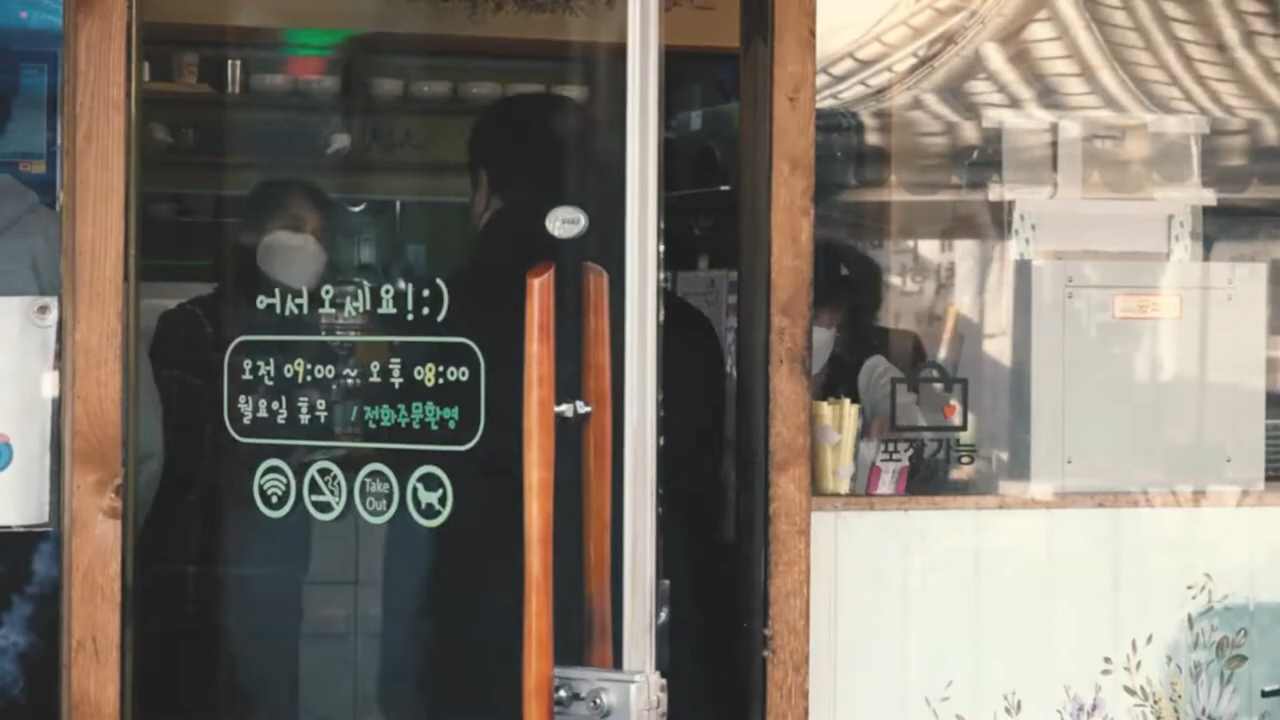 어서오세요!:)
오전 09:00 ~ 오후 08:00
월요일 휴무 / 전화주문환영
Take
Out
포장가능